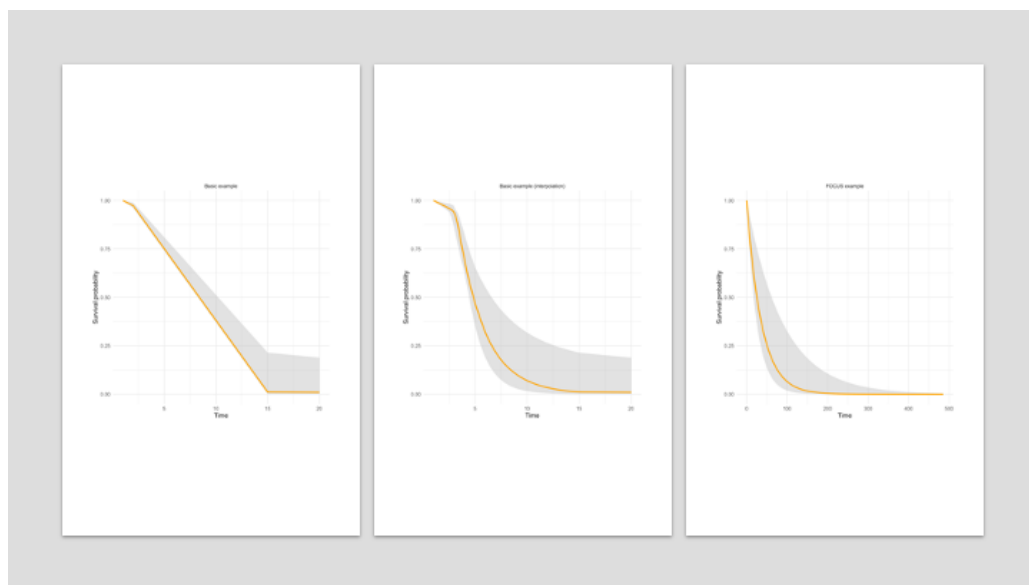 Basic example
1.00
0.75
0.50
0.25
0.00
Survival probability
5 10 15 20
Time
Basic example (interpolation)
1.00
0.75
0.50
0.25
0.00
Survival probability
5 10 15 20
Time
FOCUS example
1.00
0.75
0.50
0.25
0.00
Survival probability
0 100 200 300 400 500
Time